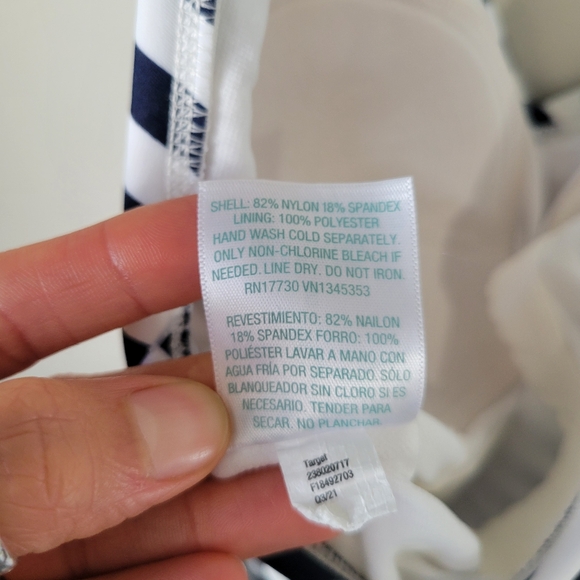 SHELL: 82% NYLON 18% SPANDEX
LINING: 100% POLYESTER
HAND WASH COLD SEPARATELY.
ONLY NON-CHLORINE BLEACH IF
NEEDED. LINE DRY. DO NOT IRON.
RN17730 VN1345353
REVESTIMIENTO: 82% NAILON
18% SPANDEX FORRO: 100%
POLIÉSTER LAVAR A MANO CON
AGUA FRÍA POR SEPARADO. SÓLO
BLANQUEADOR SIN CLORO SI ES
NECESARIO. TENDER PARA
SECAR. NO PLANCHAR.
Target
238020717
F18492703
03/21